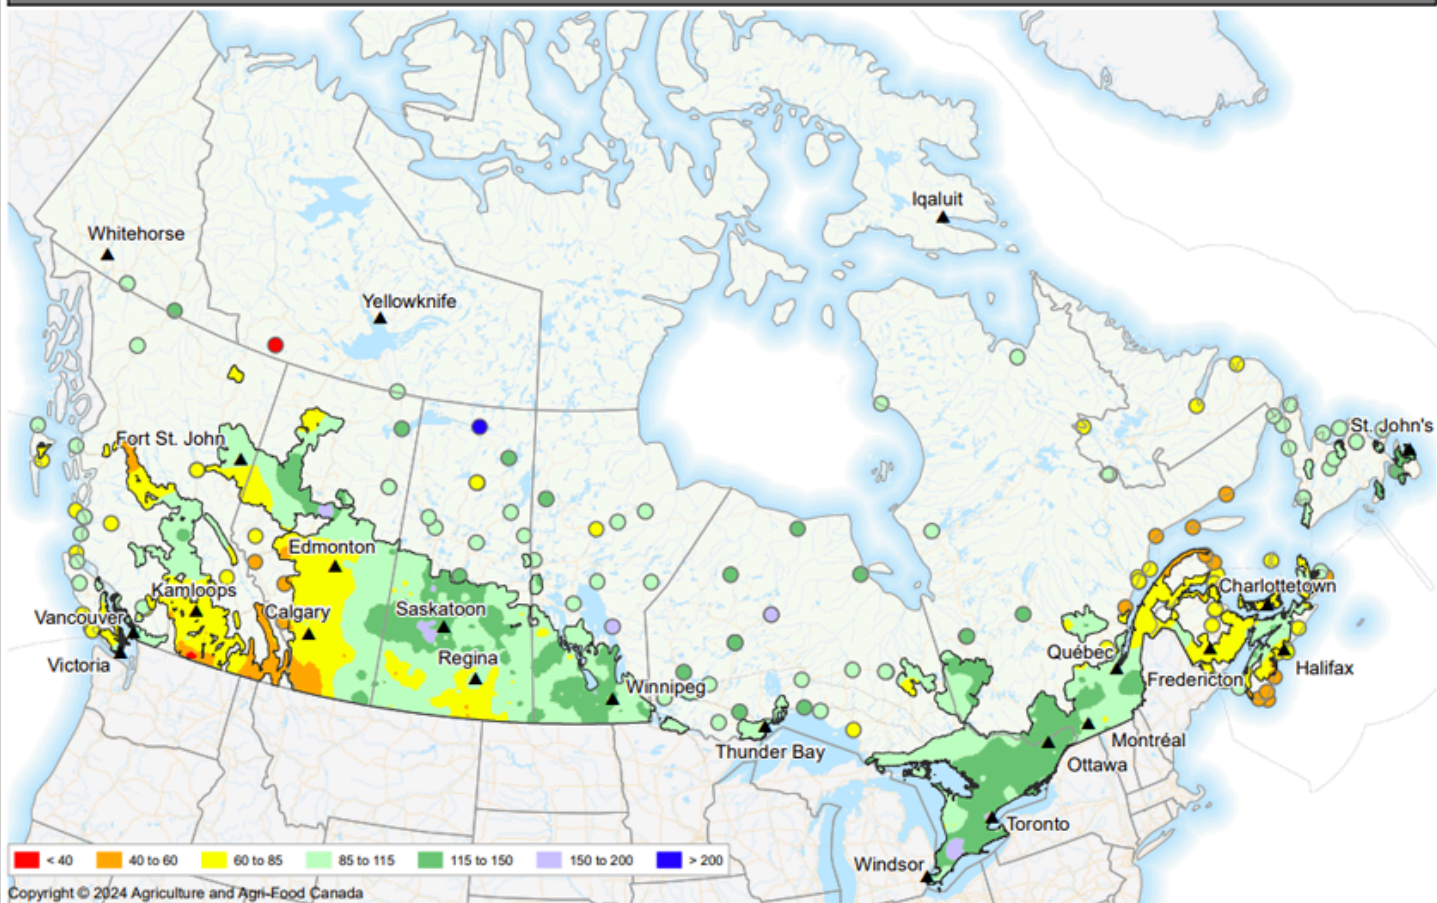 Iqaluit
Whitehorse
Yellowknife
St. John's
Fort St. John
Edmonton
Charlottetown
Kamloops
Calgary
Saskatoon
Vancouver
Québec
Victoria
Regina
Halifax
Fredericton
Winnipeg
Montréal
Thunder Bay
Ottawa
Toronto
Windsor
< 40 40 to 60 60 to 85 85 to 115 115 to 150 150 to 200 > 200
Copyright © 2024 Agriculture and Agri-Food Canada